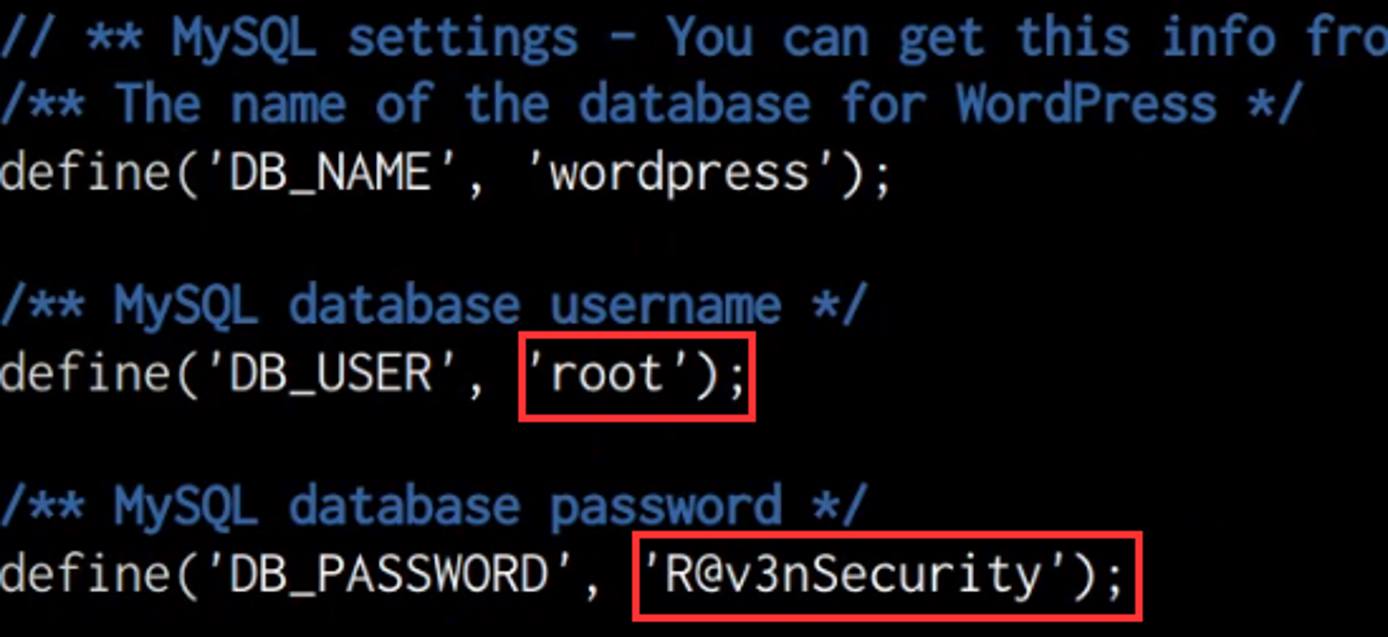 // ** MySQL settings - You can get this info fro
/** The name of the database for WordPress */
define('DB_NAME', 'wordpress');
/** MySQL database username */
define('DB_USER', 'root');
/** MySQL database password */
define('DB_PASSWORD', 'R@v3nSecurity');